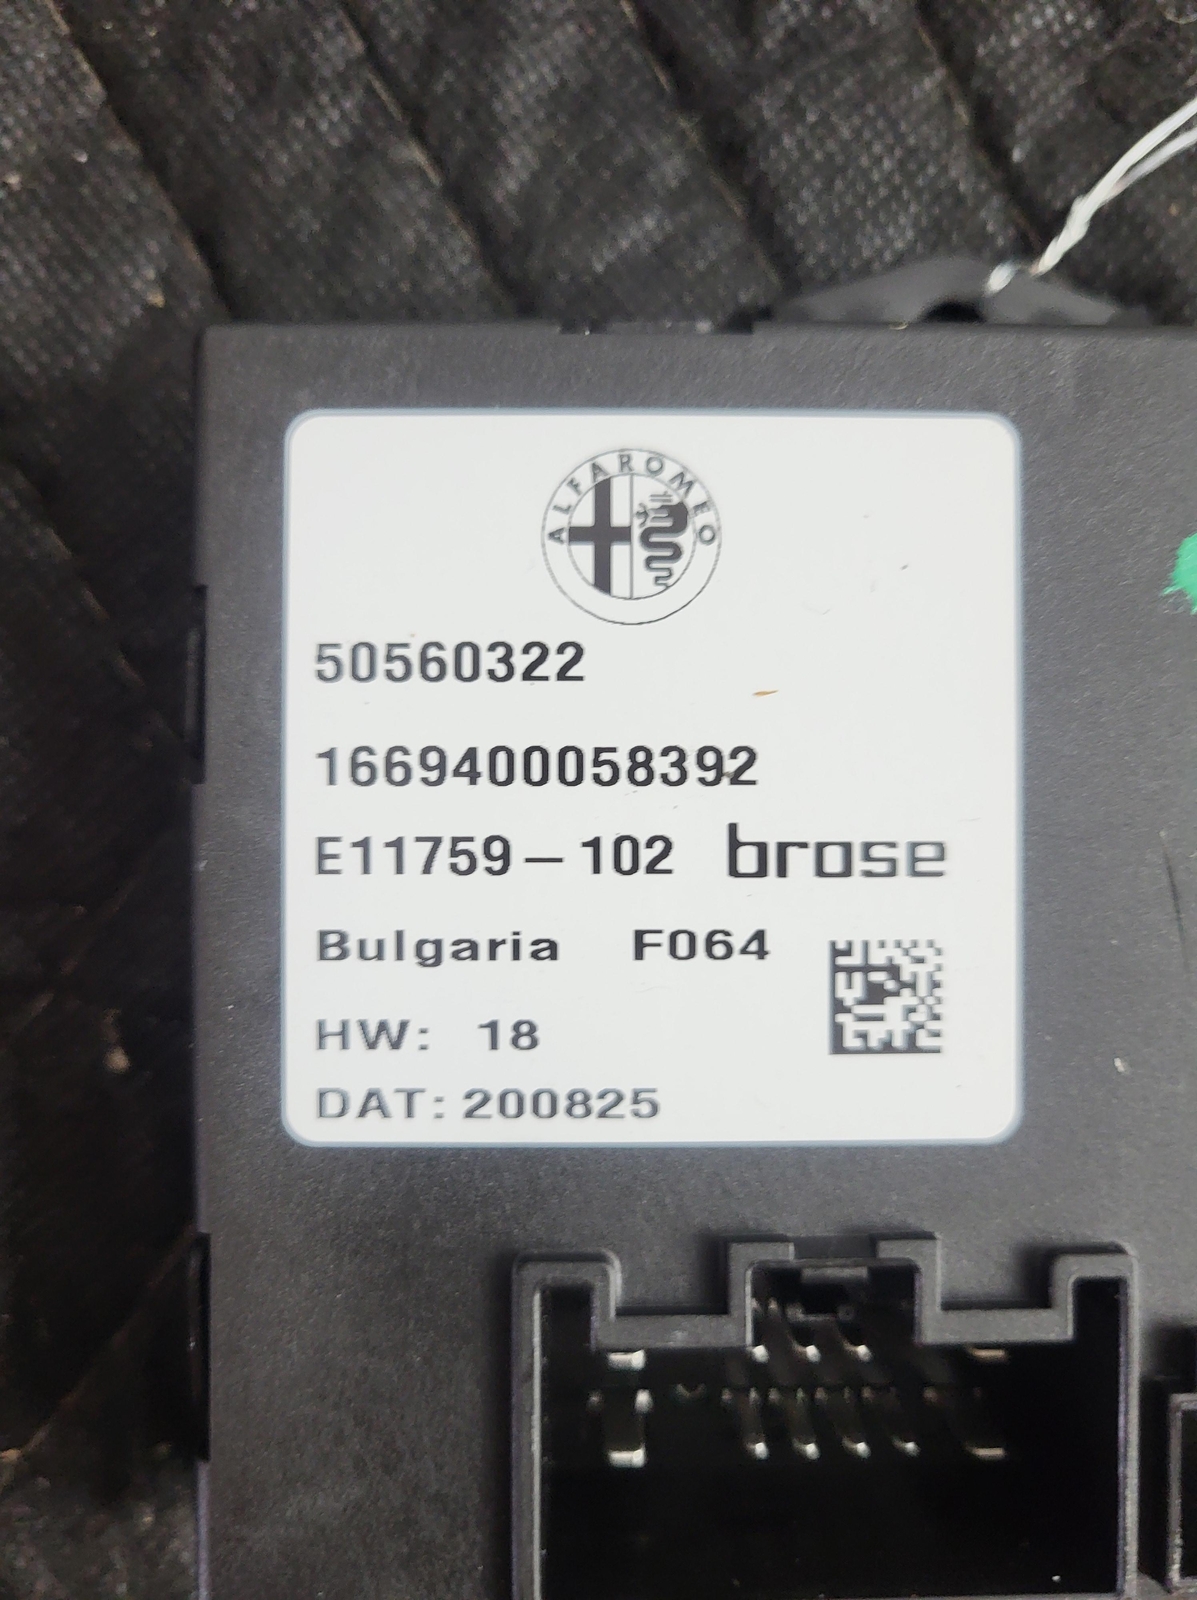 ALFA ROMEO
50560322
1669400058392
E11759-102 brose
Bulgaria F064
HW: 18
DAT: 200825